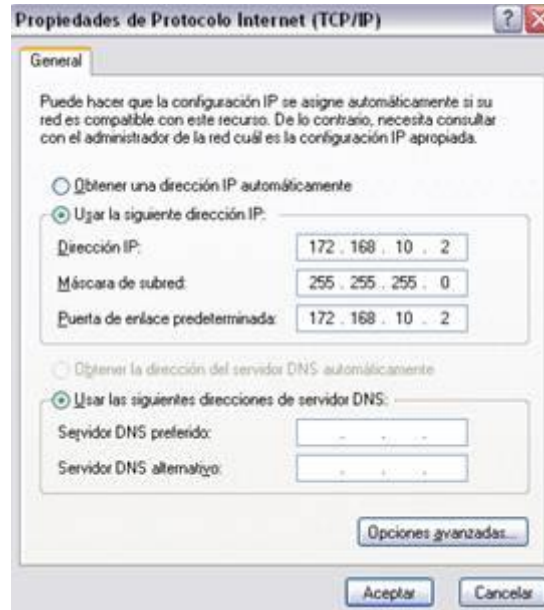 Propiedades de Protocolo Internet (TCP/IP)
General
Puede hacer que la configuración IP se asigne automáticamente si su
red es compatible con este recurso. De lo contrario, necesita consultar
con el administrador de la red cuál es la configuración IP apropiada.
Obtener una dirección IP automáticamente
Usar la siguiente dirección IP:
Dirección IP: 172 . 168 . 10 . 2
Máscara de subred: 255 . 255 . 255 . 0
Puerta de enlace predeterminada: 172 . 168 . 10 . 2
Obtener la dirección del servidor DNS automáticamente
Usar las siguientes direcciones de servidor DNS:
Servidor DNS preferido: . . .
Servidor DNS alternativo: . . .
Opciones avanzadas...
Aceptar Cancelar